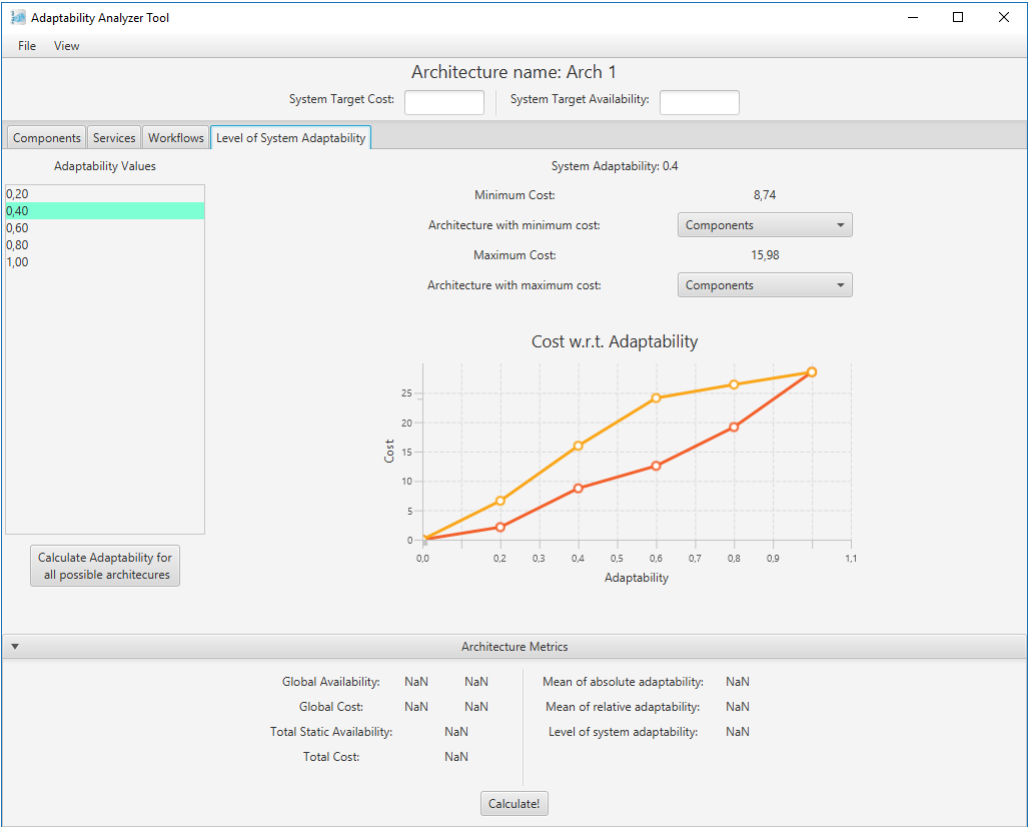 Adaptability Analyzer Tool
File View
Architecture name: Arch 1
System Target Cost: System Target Availability:
Components Services Workflows Level of System Adaptability
Adaptability Values
0,20
0,40
0,60
0,80
1,00
Calculate Adaptability for
all possible architecures
System Adaptability: 0.4
Minimum Cost: 8,74
Architecture with minimum cost: Components
Maximum Cost: 15,98
Architecture with maximum cost: Components
Cost w.r.t. Adaptability
Cost
25
20
15
10
5
0
0,0 0,2 0,3 0,4 0,5 0,6 0,7 0,8 0,9 1,1
Adaptability
Architecture Metrics
Global Availability: NaN NaN
Global Cost: NaN NaN
Total Static Availability: NaN
Total Cost: NaN
Mean of absolute adaptability: NaN
Mean of relative adaptability: NaN
Level of system adaptability: NaN
Calculate!